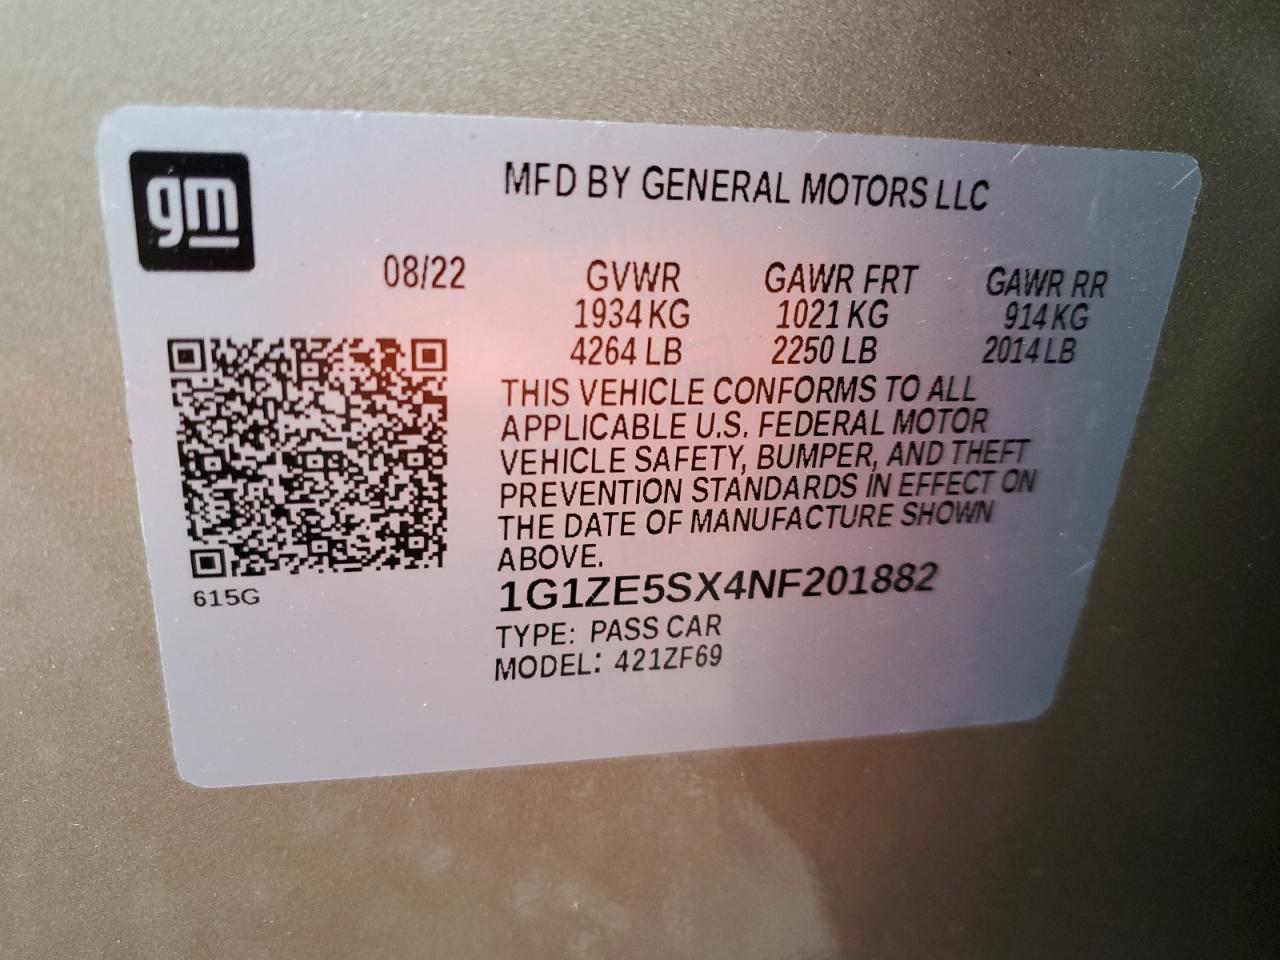 gm
MFD BY GENERAL MOTORS LLC
08/22 GVWR GAWR FRT GAWR RR
1934 KG 1021 KG 914 KG
4264 LB 2250 LB 2014 LB
THIS VEHICLE CONFORMS TO ALL
APPLICABLE U.S. FEDERAL MOTOR
VEHICLE SAFETY, BUMPER, AND THEFT
PREVENTION STANDARDS IN EFFECT ON
THE DATE OF MANUFACTURE SHOWN
ABOVE.
615G
1G1ZE5SX4NF201882
TYPE: PASS CAR
MODEL: 421ZF69